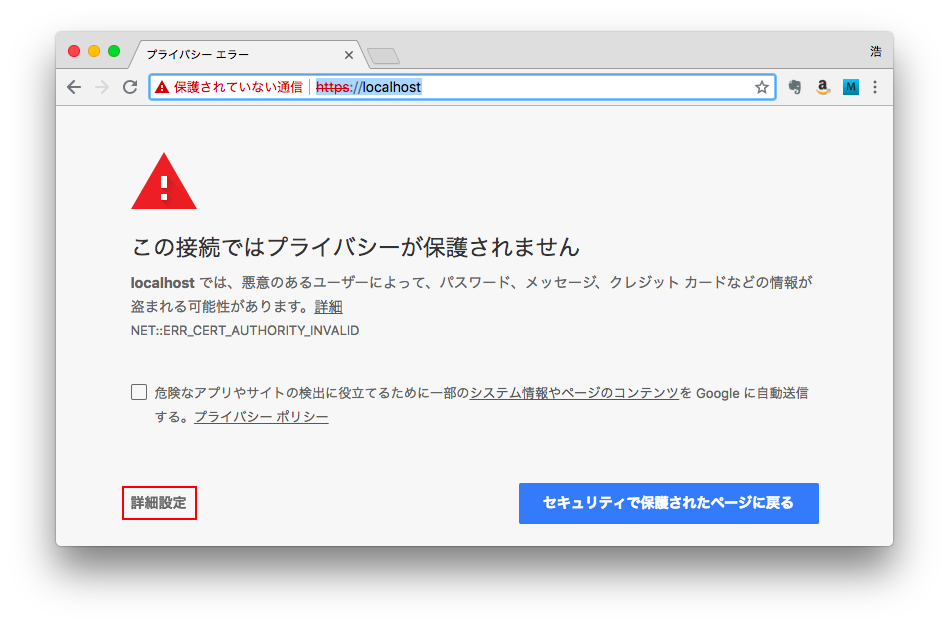 プライバシー エラー
浩
保護されていない通信 https://localhost
この接続ではプライバシーが保護されません
localhost では、悪意のあるユーザーによって、パスワード、メッセージ、クレジット カードなどの情報が
盗まれる可能性があります。詳細
NET::ERR_CERT_AUTHORITY_INVALID
危険なアプリやサイトの検出に役立てるために一部のシステム情報やページのコンテンツを Google に自動送信
する。プライバシー ポリシー
詳細設定
セキュリティで保護されたページに戻る